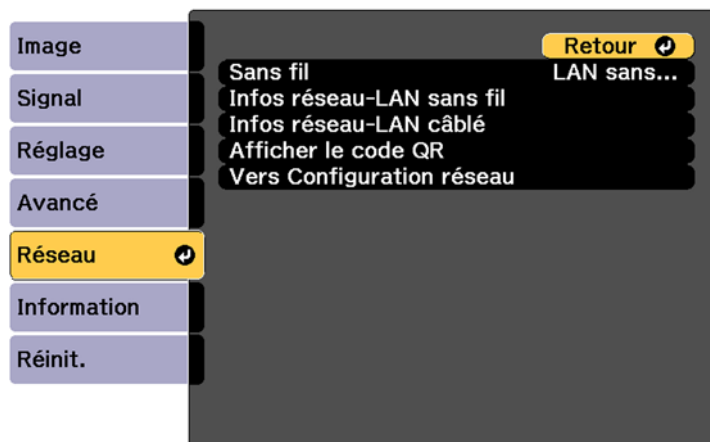 Image
Signal
Réglage
Avancé
Réseau
Information
Réinit.
Retour
Sans fil LAN sans...
Infos réseau-LAN sans fil
Infos réseau-LAN câblé
Afficher le code QR
Vers Configuration réseau